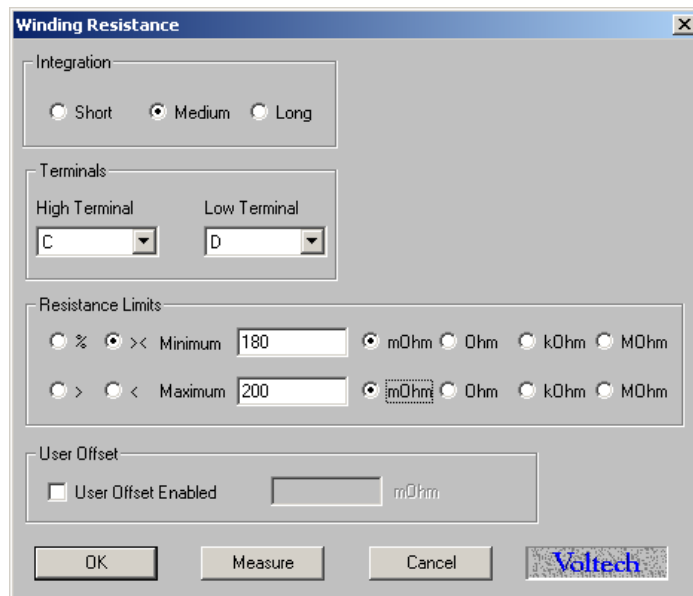 Winding Resistance
Integration
Short Medium Long
Terminals
High Terminal Low Terminal
C D
Resistance Limits
% >< Minimum 180 mOhm Ohm kOhm MOhm
> < Maximum 200 mOhm Ohm kOhm MOhm
User Offset
User Offset Enabled mOhm
OK Measure Cancel Voltech